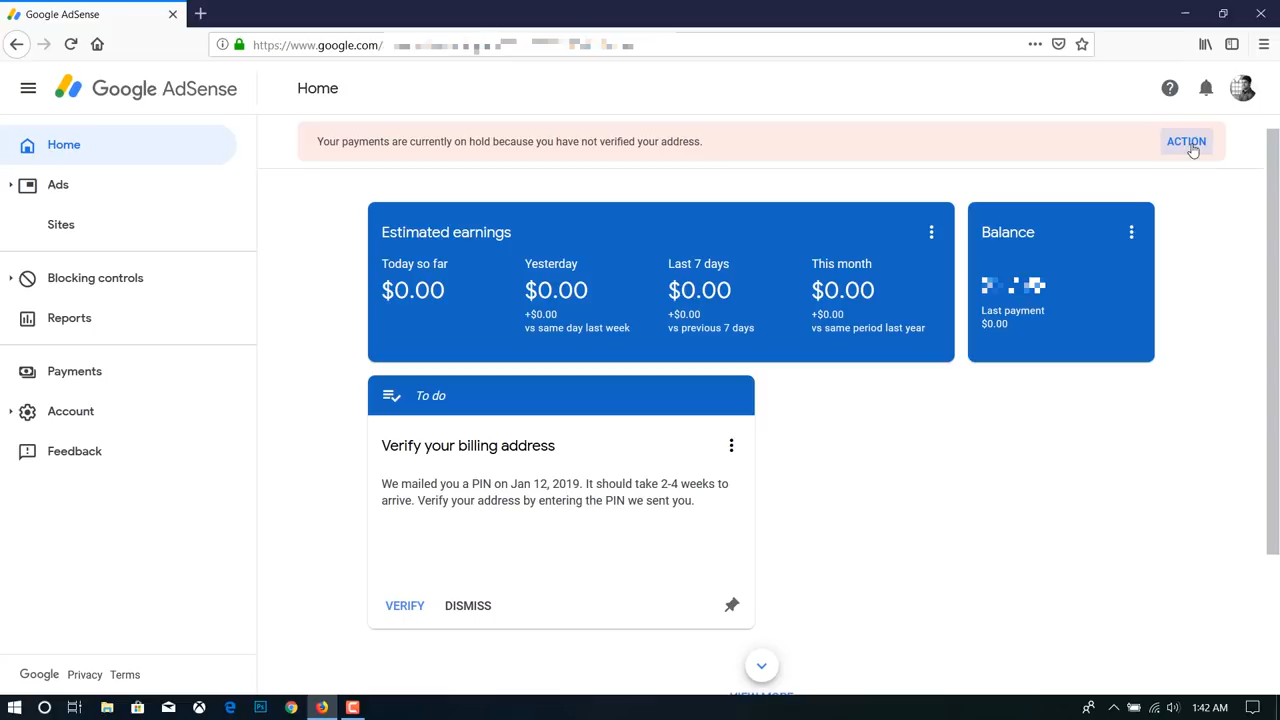 Google AdSense
https://www.google.com/
Google AdSense
Home
Your payments are currently on hold because you have not verified your address.
ACTION
Home
Ads
Sites
Blocking controls
Reports
Payments
Account
Feedback
Estimated earnings
Today so far
$0.00
Yesterday
$0.00
+$0.00
vs same day last week
Last 7 days
$0.00
+$0.00
vs previous 7 days
This month
$0.00
+$0.00
vs same period last year
Balance
Last payment
$0.00
To do
Verify your billing address
We mailed you a PIN on Jan 12, 2019. It should take 2-4 weeks to
arrive. Verify your address by entering the PIN we sent you.
VERIFY
DISMISS
VIEW MORE
Google Privacy Terms
1:42 AM